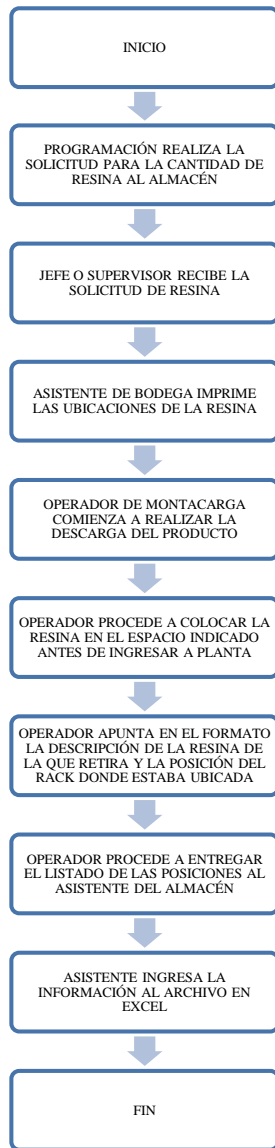 INICIO
PROGRAMACIÓN REALIZA LA
SOLICITUD PARA LA CANTIDAD DE
RESINA AL ALMACÉN
JEFE O SUPERVISOR RECIBE LA
SOLICITUD DE RESINA
ASISTENTE DE BODEGA IMPRIME
LAS UBICACIONES DE LA RESINA
OPERADOR DE MONTACARGA
COMIENZA A REALIZAR LA
DESCARGA DEL PRODUCTO
OPERADOR PROCEDE A COLOCAR LA
RESINA EN EL ESPACIO INDICADO
ANTES DE INGRESAR A PLANTA
OPERADOR APUNTA EN EL FORMATO
LA DESCRIPCIÓN DE LA RESINA DE
LA QUE RETIRA Y LA POSICIÓN DEL
RACK DONDE ESTABA UBICADA
OPERADOR PROCEDE A ENTREGAR
EL LISTADO DE LAS POSICIONES AL
ASISTENTE DEL ALMACÉN
ASISTENTE INGRESA LA
INFORMACIÓN AL ARCHIVO EN
EXCEL
FIN